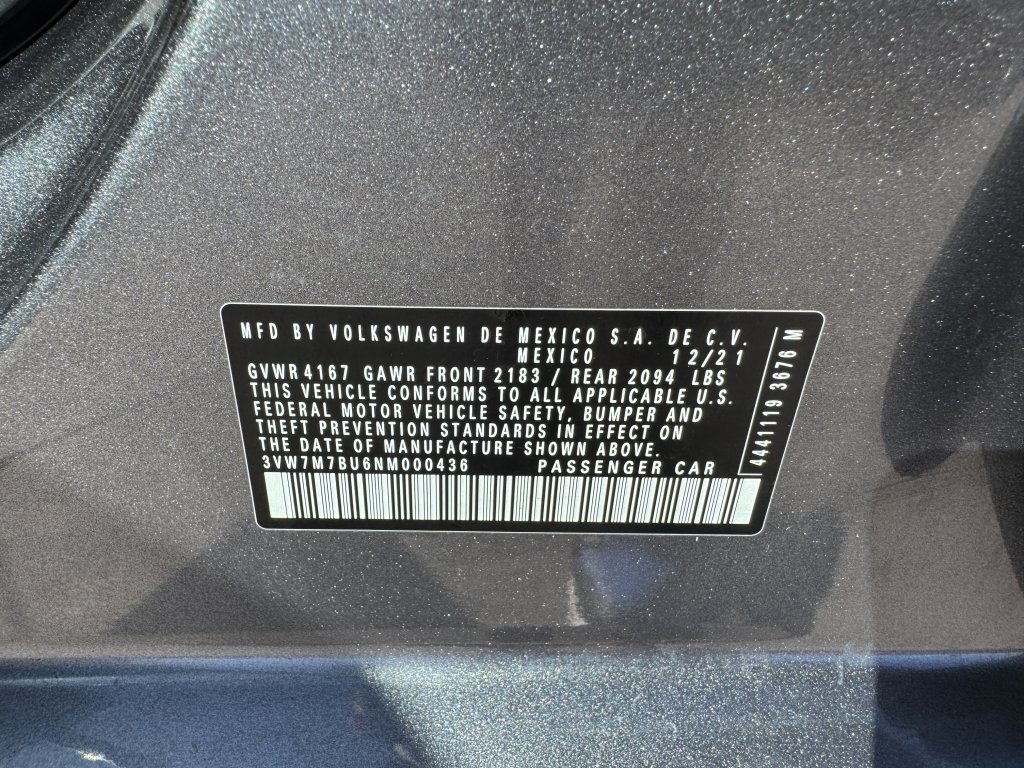 MFD BY VOLKSWAGEN DE MEXICO S.A. DE C.V.
MEXICO 12/21
GVWR 4167 GAWR FRONT 2183 / REAR 2094 LBS
THIS VEHICLE CONFORMS TO ALL APPLICABLE U.S.
FEDERAL MOTOR VEHICLE SAFETY, BUMPER AND
THEFT PREVENTION STANDARDS IN EFFECT ON
THE DATE OF MANUFACTURE SHOWN ABOVE.
3VW7M7BU6NM000436 PASSENGER CAR
4441119 3676 M